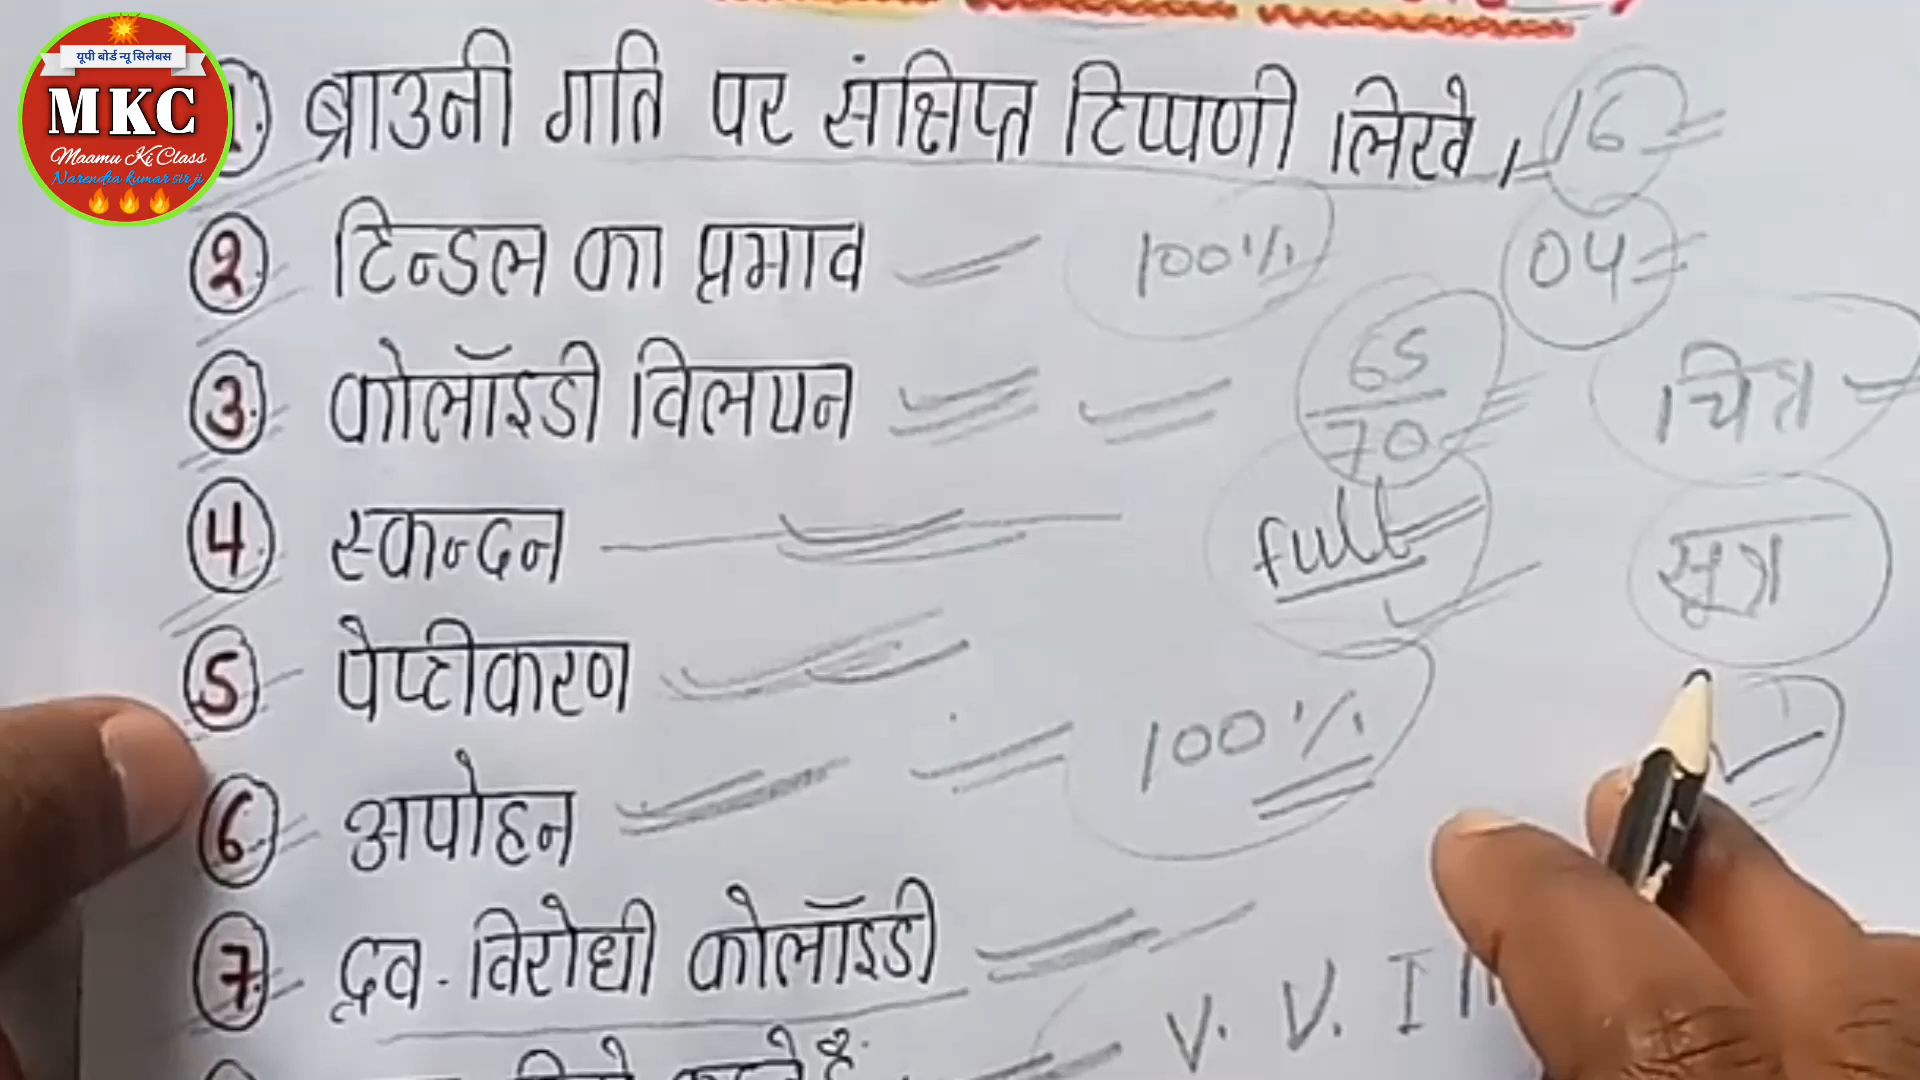 यूपी बोर्ड न्यू सिलेबस
MKC
Maamu Ki Class
Narendra kumar sir ji
1 ब्राउनी गति पर संक्षिप्त टिप्पणी लिखे । 16
2 टिन्डल का प्रभाव 100% 04
3 कोलॉइडी विलयन 65/70 चित्र
4 स्कन्दन full सूत्र
5 पेप्टीकरण
6 अपोहन 100%
7 द्रव-विरोधी कोलॉइडी
V. V. I
कहते हैं